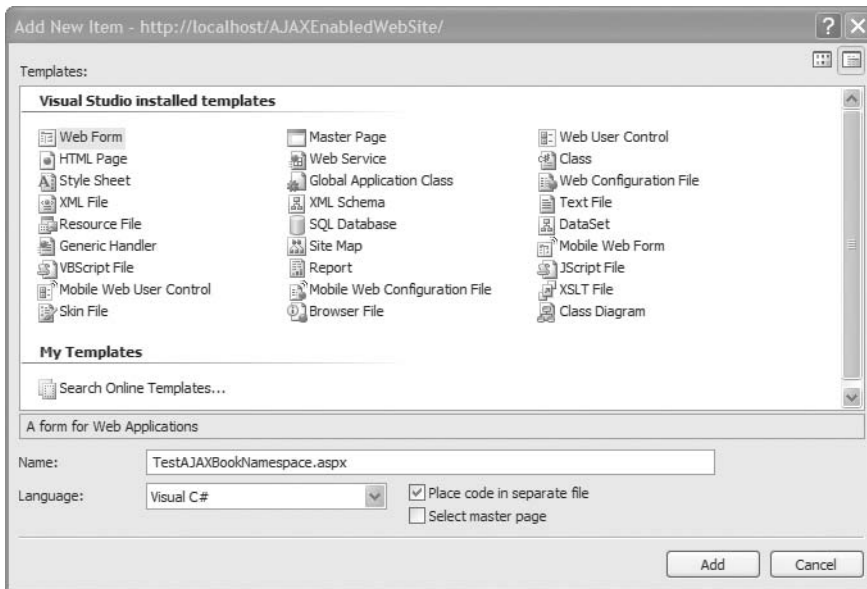 Add New Item - http://localhost/AJAXEnabledWebSite/
Templates:
Visual Studio installed templates
Web Form
Master Page
Web User Control
HTML Page
Web Service
Class
Style Sheet
Global Application Class
Web Configuration File
XML File
XML Schema
Text File
Resource File
SQL Database
DataSet
Generic Handler
Site Map
Mobile Web Form
VBScript File
Report
JScript File
Mobile Web User Control
Mobile Web Configuration File
XSLT File
Skin File
Browser File
Class Diagram
My Templates
Search Online Templates...
A form for Web Applications
Name:
TestAJAXBookNamespace.aspx
Language:
Visual C#
Place code in separate file
Select master page
Add
Cancel